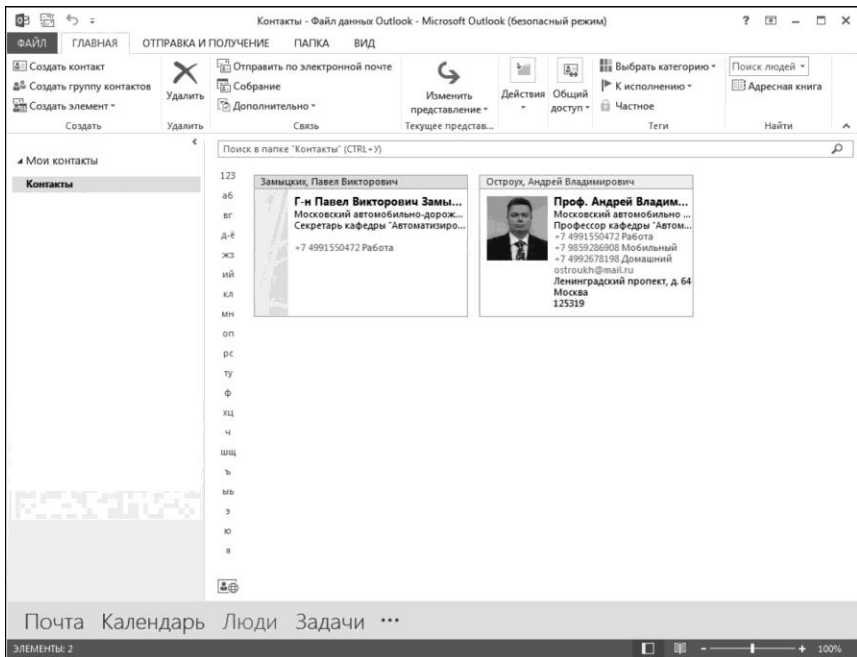 Контакты - Файл данных Outlook - Microsoft Outlook (безопасный режим)
ФАЙЛ ГЛАВНАЯ ОТПРАВКА И ПОЛУЧЕНИЕ ПАПКА ВИД
Создать контакт
Создать группу контактов
Создать элемент
Создать
Удалить
Удалить
Отправить по электронной почте
Собрание
Дополнительно
Связь
Изменить
представление
Текущее представ...
Действия
Общий
доступ
Выбрать категорию
К исполнению
Частное
Теги
Поиск людей
Адресная книга
Найти
Мои контакты
Контакты
Поиск в папке "Контакты" (CTRL+У)
123
аб
вг
д-ё
жз
ий
кл
мн
оп
рс
ту
ф
хц
ч
шщ
ъ
ыь
э
ю
я
Замыцких, Павел Викторович
Г-н Павел Викторович Замы...
Московский автомобильно-дорож...
Секретарь кафедры "Автоматизиро...
+7 4991550472 Работа
Остроух, Андрей Владимирович
Проф. Андрей Владим...
Московский автомобильно ...
Профессор кафедры "Автом...
+7 4991550472 Работа
+7 9859286908 Мобильный
+7 4992678198 Домашний
ostroukh@mail.ru
Ленинградский пропект, д. 64
Москва
125319
Почта Календарь Люди Задачи •••
ЭЛЕМЕНТЫ: 2
100%